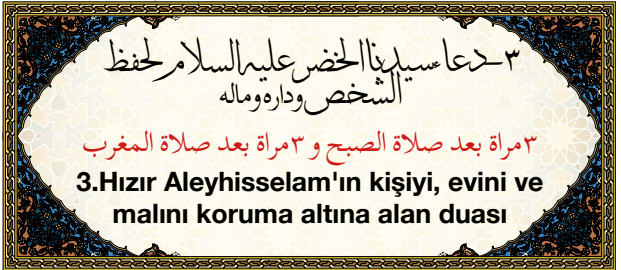 ٣ـ دعا سيدنا الخضر عليه السلام لحفظ
الشخص وداره وماله
٣مراة بعد صلاة الصبح و ٣مراة بعد صلاة المغرب
3.Hızır Aleyhisselam'ın kişiyi, evini ve
malını koruma altına alan duası